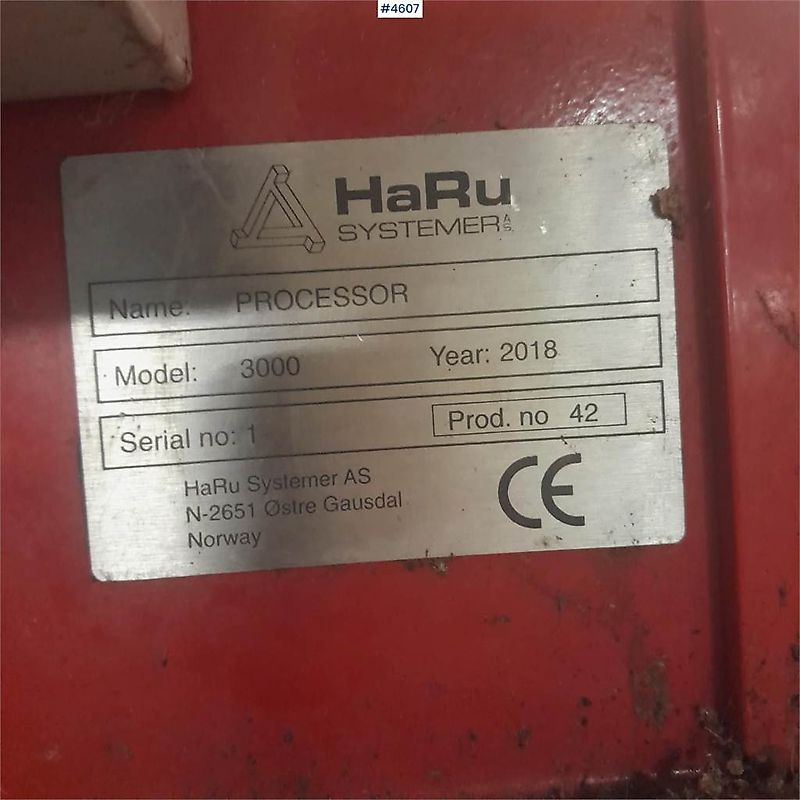 #4607
HaRu
SYSTEMER AS.
Name: PROCESSOR
Model: 3000 Year: 2018
Serial no: 1 Prod. no 42
HaRu Systemer AS
N-2651 Østre Gausdal
Norway
CE